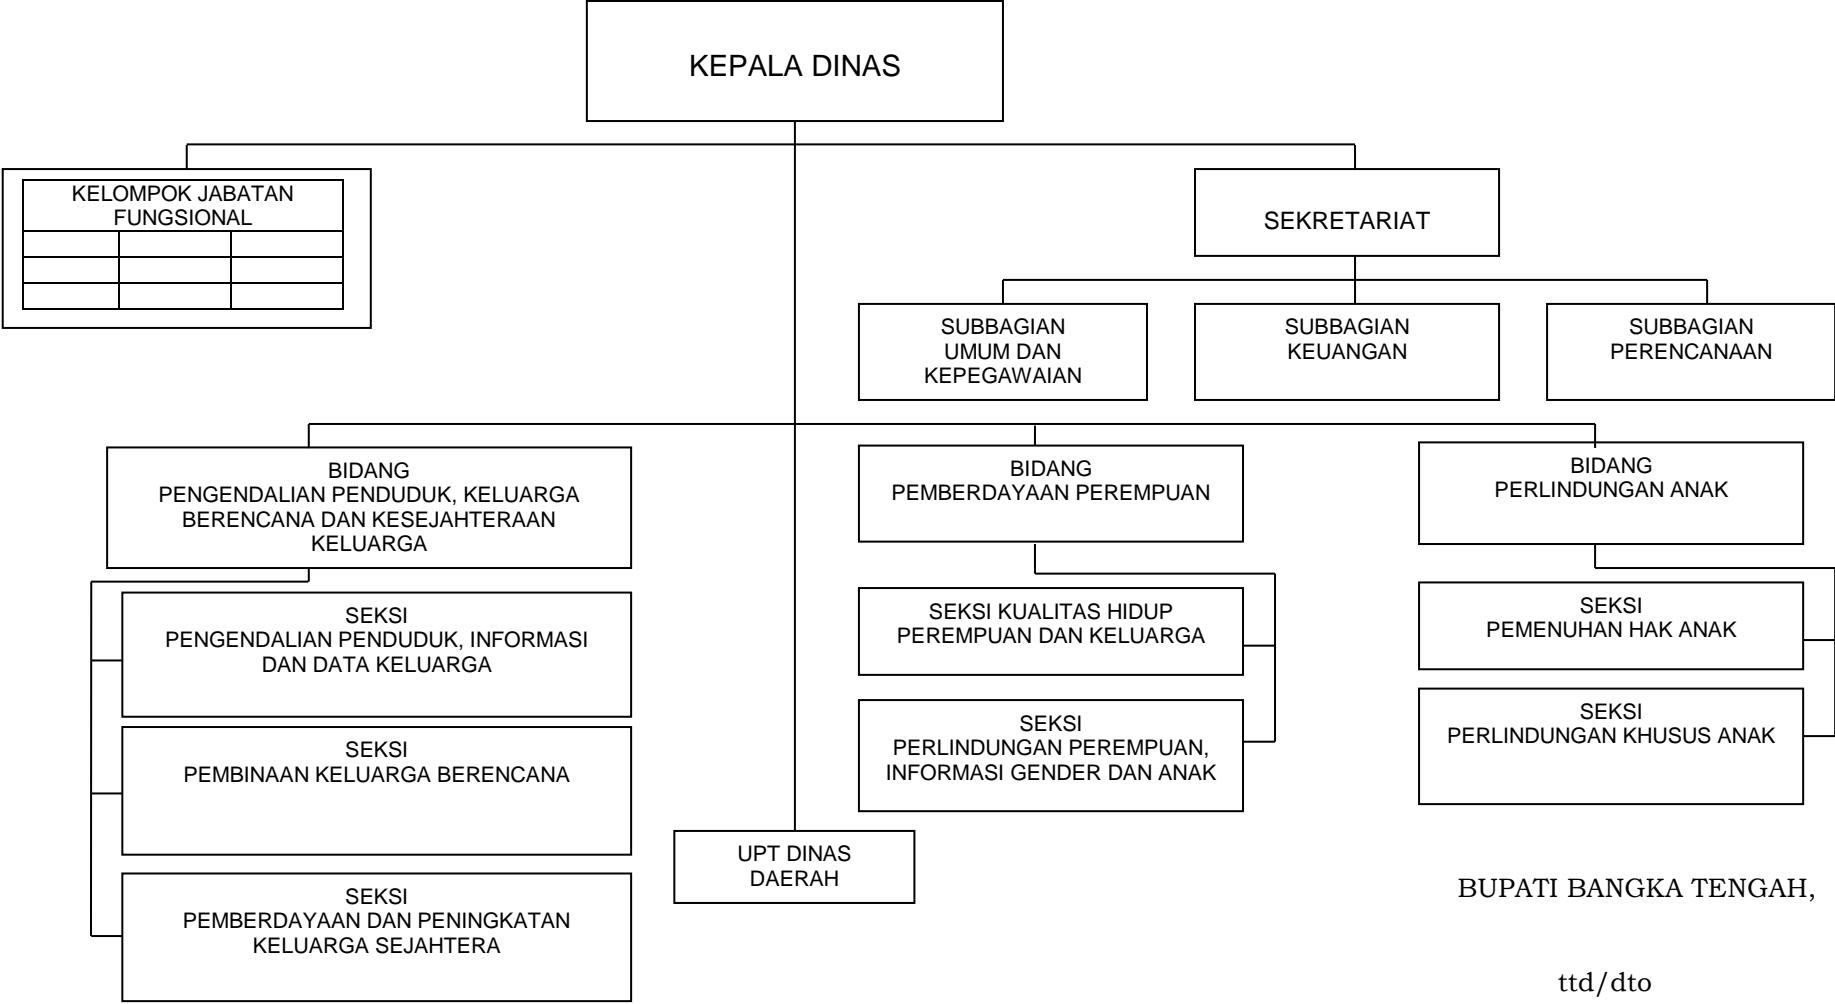 KEPALA DINAS
KELOMPOK JABATAN
FUNGSIONAL
SEKRETARIAT
SUBBAGIAN
UMUM DAN
KEPEGAWAIAN
SUBBAGIAN
KEUANGAN
SUBBAGIAN
PERENCANAAN
BIDANG
PENGENDALIAN PENDUDUK, KELUARGA
BERENCANA DAN KESEJAHTERAAN
KELUARGA
BIDANG
PEMBERDAYAAN PEREMPUAN
BIDANG
PERLINDUNGAN ANAK
SEKSI
PENGENDALIAN PENDUDUK, INFORMASI
DAN DATA KELUARGA
SEKSI
PEMBINAAN KELUARGA BERENCANA
SEKSI
PEMBERDAYAAN DAN PENINGKATAN
KELUARGA SEJAHTERA
SEKSI KUALITAS HIDUP
PEREMPUAN DAN KELUARGA
SEKSI
PERLINDUNGAN PEREMPUAN,
INFORMASI GENDER DAN ANAK
SEKSI
PEMENUHAN HAK ANAK
SEKSI
PERLINDUNGAN KHUSUS ANAK
UPT DINAS
DAERAH
BUPATI BANGKA TENGAH,
ttd/dto